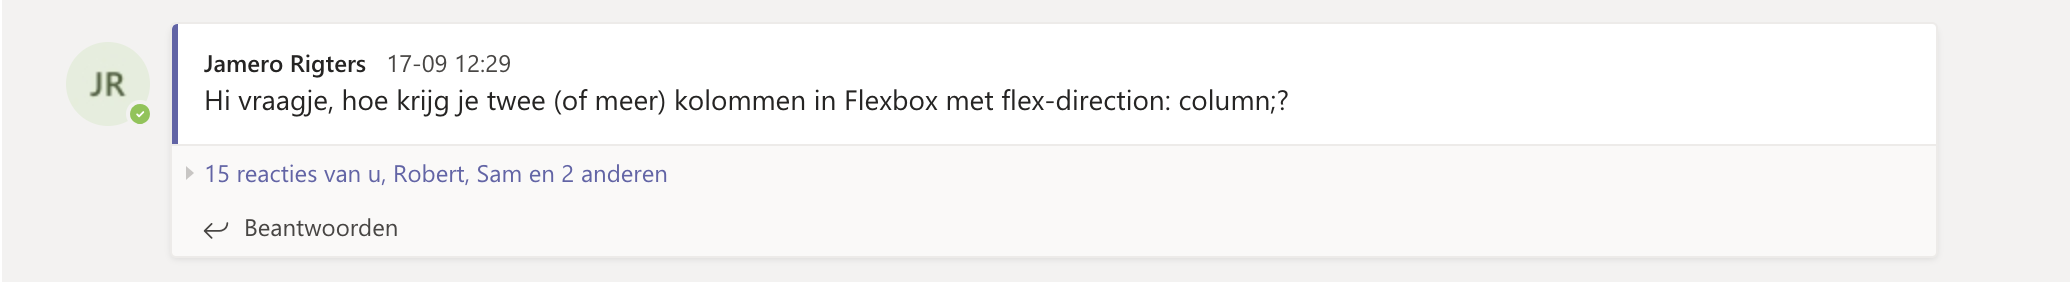 JR
Jamero Rigters 17-09 12:29
Hi vraagje, hoe krijg je twee (of meer) kolommen in Flexbox met flex-direction: column;?
15 reacties van u, Robert, Sam en 2 anderen
Beantwoorden